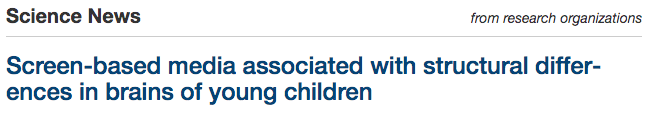 Science News
from research organizations
Screen-based media associated with structural differ-
ences in brains of young children